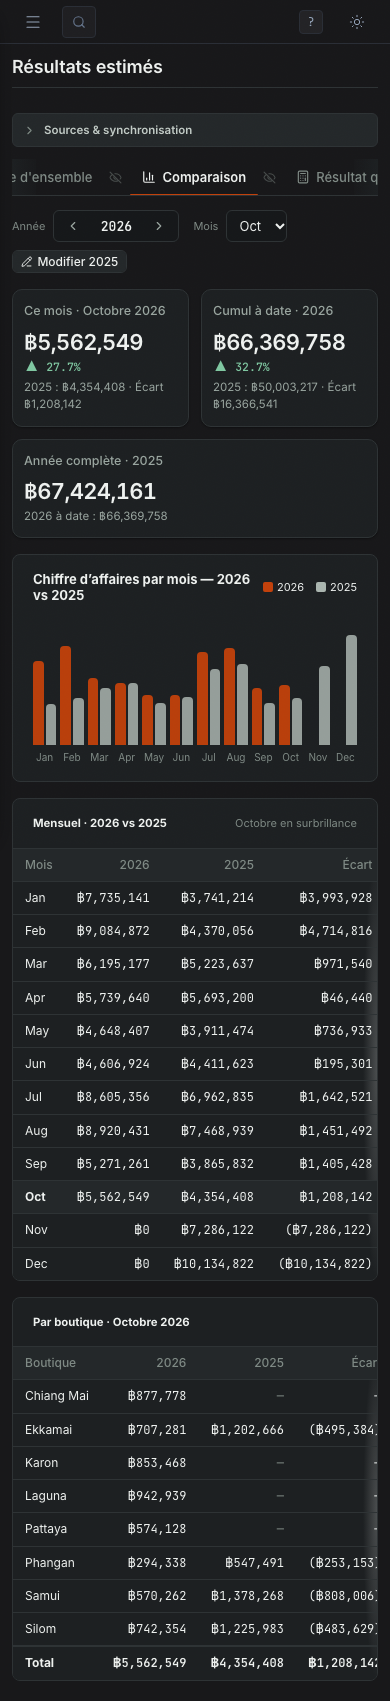 ?
Résultats estimés
Sources & synchronisation
e d'ensemble Comparaison Résultat q
Année 2026 Mois Oct
Modifier 2025
Ce mois · Octobre 2026
฿5,562,549
▲ 27.7%
2025 : ฿4,354,408 · Écart
฿1,208,142
Cumul à date · 2026
฿66,369,758
▲ 32.7%
2025 : ฿50,003,217 · Écart
฿16,366,541
Année complète · 2025
฿67,424,161
2026 à date : ฿66,369,758
Chiffre d’affaires par mois — 2026
vs 2025
2026 2025
Jan Feb Mar Apr May Jun Jul Aug Sep Oct Nov Dec
Mensuel · 2026 vs 2025 Octobre en surbrillance
Mois 2026 2025 Écart
Jan ฿7,735,141 ฿3,741,214 ฿3,993,928
Feb ฿9,084,872 ฿4,370,056 ฿4,714,816
Mar ฿6,195,177 ฿5,223,637 ฿971,540
Apr ฿5,739,640 ฿5,693,200 ฿46,440
May ฿4,648,407 ฿3,911,474 ฿736,933
Jun ฿4,606,924 ฿4,411,623 ฿195,301
Jul ฿8,605,356 ฿6,962,835 ฿1,642,521
Aug ฿8,920,431 ฿7,468,939 ฿1,451,492
Sep ฿5,271,261 ฿3,865,832 ฿1,405,428
Oct ฿5,562,549 ฿4,354,408 ฿1,208,142
Nov ฿0 ฿7,286,122 (฿7,286,122)
Dec ฿0 ฿10,134,822 (฿10,134,822)
Par boutique · Octobre 2026
Boutique 2026 2025 Écar
Chiang Mai ฿877,778 — —
Ekkamai ฿707,281 ฿1,202,666 (฿495,384)
Karon ฿853,468 — —
Laguna ฿942,939 — —
Pattaya ฿574,128 — —
Phangan ฿294,338 ฿547,491 (฿253,153)
Samui ฿570,262 ฿1,378,268 (฿808,006)
Silom ฿742,354 ฿1,225,983 (฿483,629)
Total ฿5,562,549 ฿4,354,408 ฿1,208,142